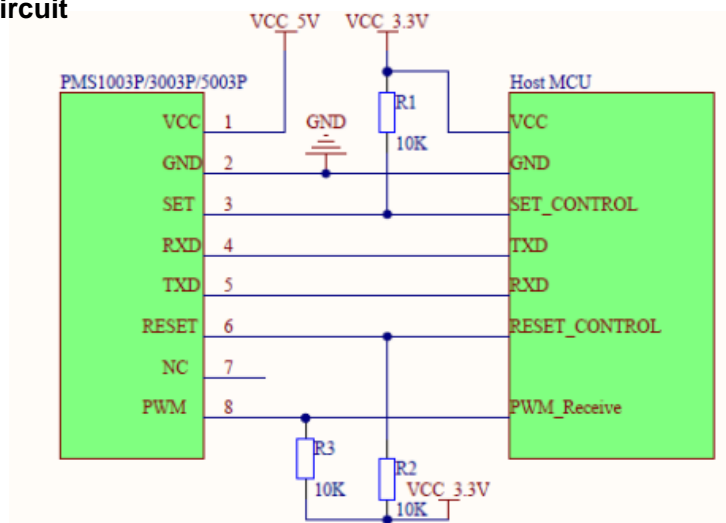 ircuit
VCC_5V VCC_3.3V
PMS1003P/3003P/5003P Host MCU
R1
VCC 1 GND VCC
10K
GND 2 GND
SET 3 SET_CONTROL
RXD 4 TXD
TXD 5 RXD
RESET 6 RESET_CONTROL
NC 7
PWM 8 PWM_Receive
R3
R2
10K VCC_3.3V
10K